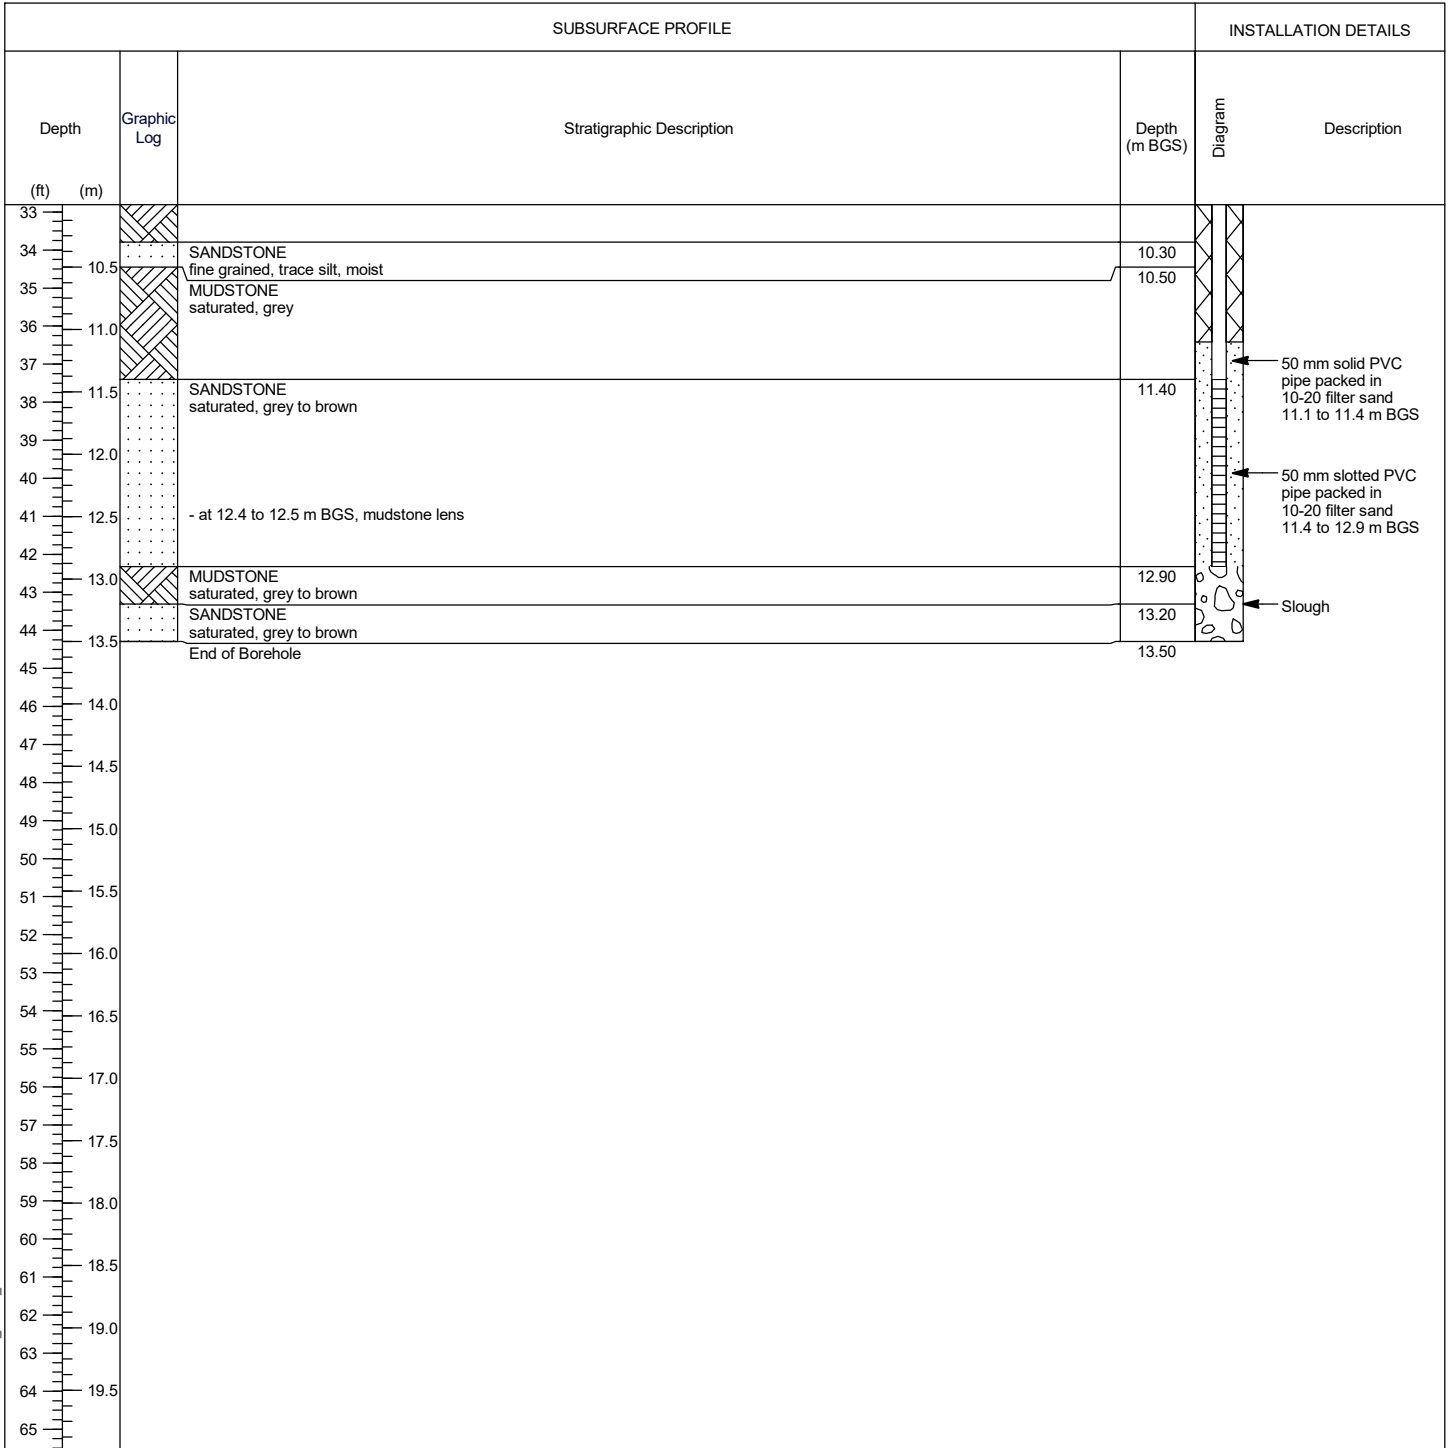 SUBSURFACE PROFILE
INSTALLATION DETAILS
Depth
Graphic
Log
Stratigraphic Description
Depth
(m BGS)
Diagram
Description
(ft) (m)
33
34
SANDSTONE
10.30
fine grained, trace silt, moist
10.5
10.50
35
MUDSTONE
saturated, grey
36
11.0
37
50 mm solid PVC
pipe packed in
10-20 filter sand
11.1 to 11.4 m BGS
11.5
SANDSTONE
11.40
saturated, grey to brown
38
39
12.0
40
50 mm slotted PVC
pipe packed in
10-20 filter sand
11.4 to 12.9 m BGS
41
12.5
- at 12.4 to 12.5 m BGS, mudstone lens
42
13.0
MUDSTONE
12.90
saturated, grey to brown
43
SANDSTONE
13.20
Slough
saturated, grey to brown
44
13.5
End of Borehole
13.50
45
46
14.0
47
14.5
48
49
15.0
50
15.5
51
52
16.0
53
54
16.5
55
17.0
56
57
17.5
58
59
18.0
60
18.5
61
62
19.0
63
64
19.5
65